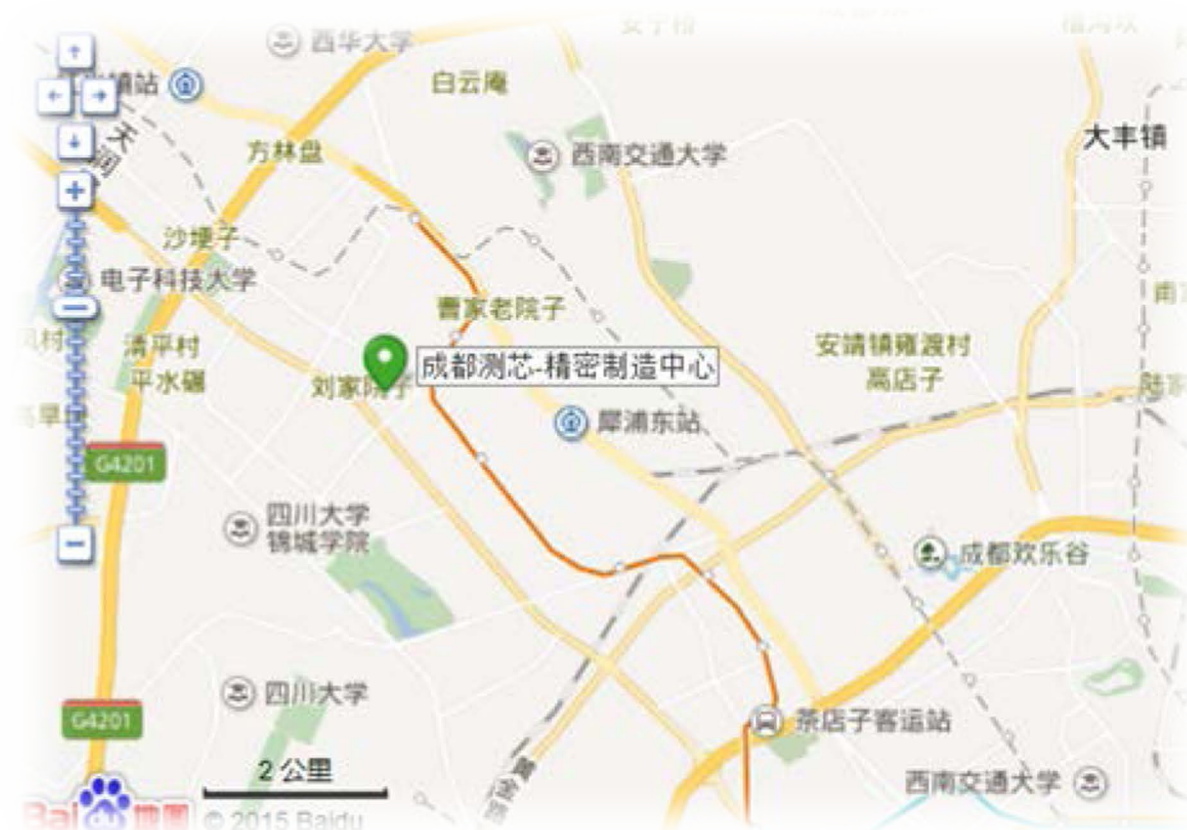 西华大学
镇站
白云庵
大丰镇
方林盘
西南交通大学
沙埂子
电子科技大学
曹家老院子
清平村
平水碾
安靖镇雍渡村
高店子
刘家院子
成都测芯-精密制造中心
犀浦东站
G4201
四川大学
锦城学院
成都欢乐谷
四川大学
G4201
茶店子客运站
2 公里
西南交通大学
Bai 地图
© 2015 Baidu